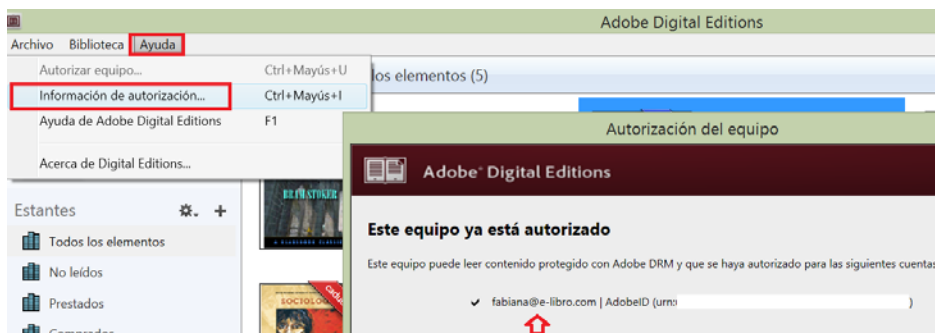 Adobe Digital Editions
Archivo Biblioteca Ayuda
Autorizar equipo... Ctrl+Mayús+U
los elementos (5)
Información de autorización... Ctrl+Mayús+I
Ayuda de Adobe Digital Editions F1
Acerca de Digital Editions...
Autorización del equipo
Adobe® Digital Editions
BRAM STOKER
Estantes
Todos los elementos
No leídos
Prestados
Comprados
Este equipo ya está autorizado
Este equipo puede leer contenido protegido con Adobe DRM y que se haya autorizado para las siguientes cuentas
✓ fabiana@e-libro.com | AdobeID (urn: )